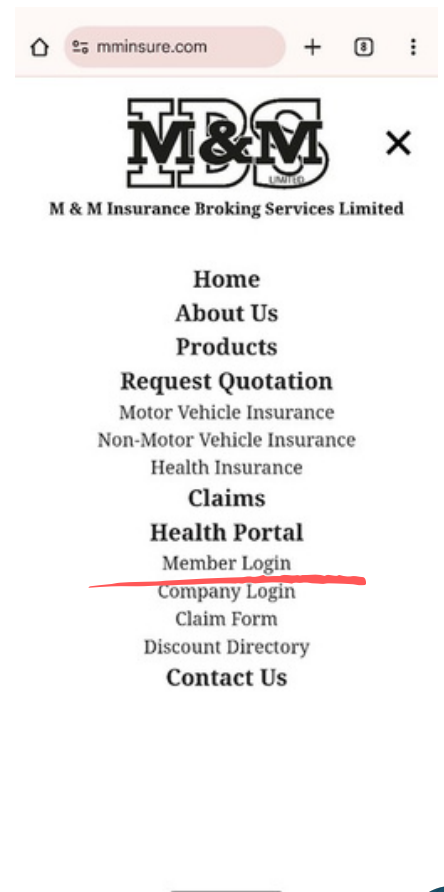 mminsure.com
8
IBS
M&M
LIMITED
M & M Insurance Broking Services Limited
Home
About Us
Products
Request Quotation
Motor Vehicle Insurance
Non-Motor Vehicle Insurance
Health Insurance
Claims
Health Portal
Member Login
Company Login
Claim Form
Discount Directory
Contact Us